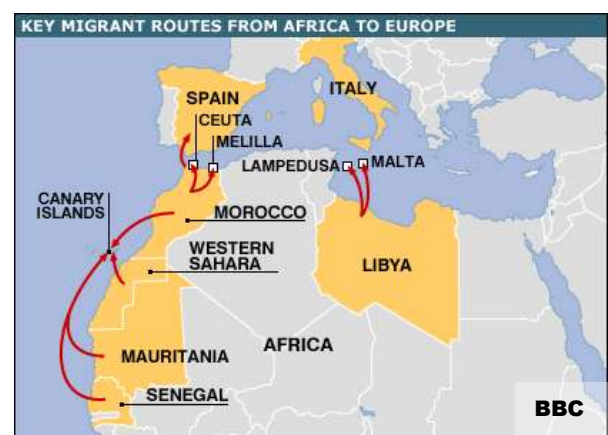 KEY MIGRANT ROUTES FROM AFRICA TO EUROPE
ITALY
SPAIN
CEUTA
MELILLA
LAMPEDUSA
MALTA
CANARY
ISLANDS
MOROCCO
WESTERN
SAHARA
LIBYA
AFRICA
MAURITANIA
SENEGAL
BBC